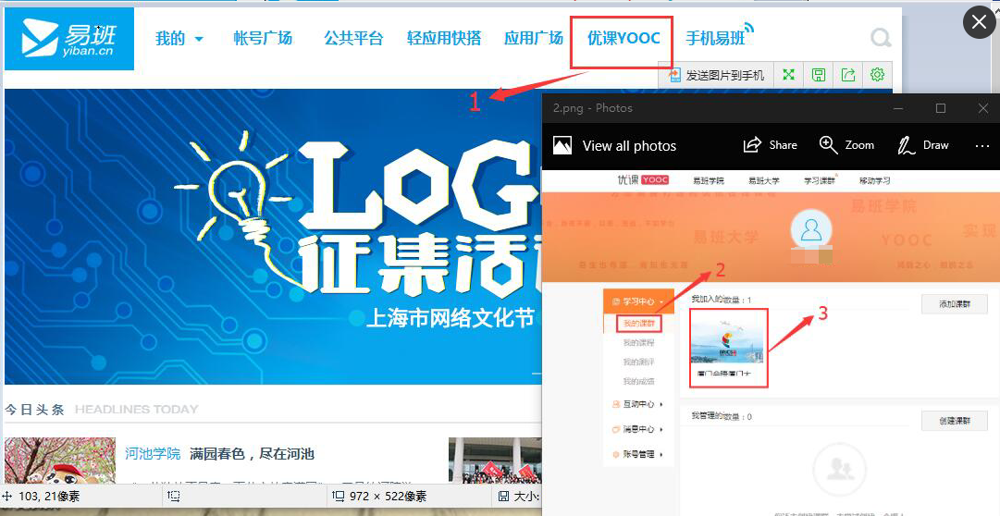 易班
yiban.cn
我的 帐号广场 公共平台 轻应用快搭 应用广场 优课YOOC 手机易班
1
发送图片到手机
LOG
征集活
上海市网络文化节
今日头条 HEADLINES TODAY
河池学院 满园春色，尽在河池
103, 21像素
972 × 522像素
大小:
2.png - Photos
View all photos Share Zoom Draw
优课 YOOC 易班学院 易班大学 学习课群 移动学习
易班学院
易班大学
YOOC
实现
2
学习中心
我的课群
我的课程
我的测评
我的成绩
互动中心
消息中心
账号管理
我加入的数量：1
添加课群
3
我管理的数量：0
创建课群